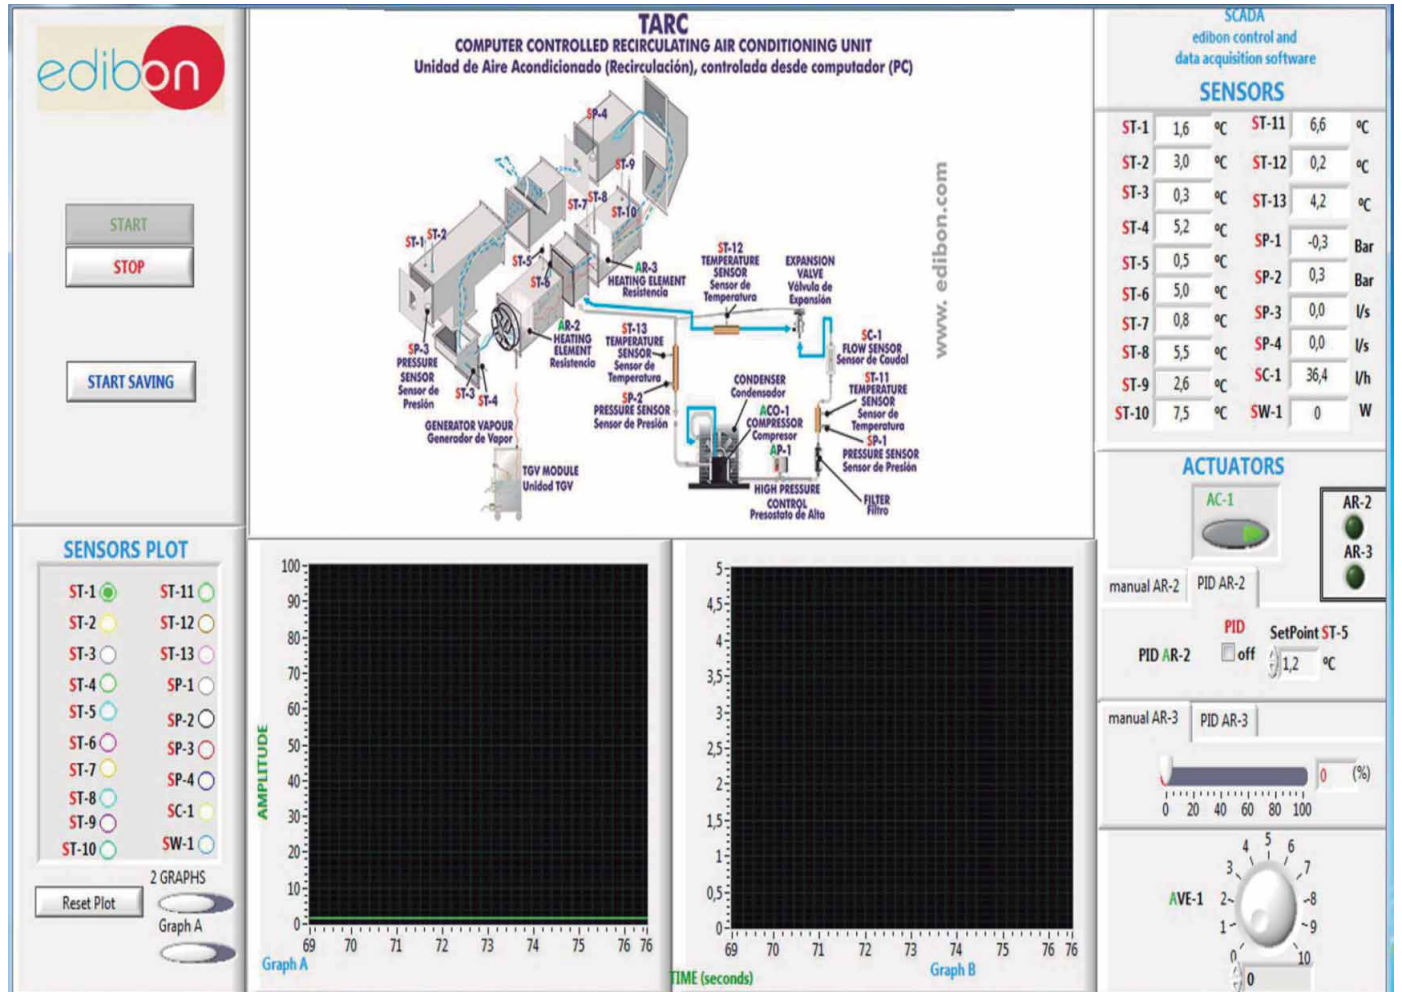 edibon
START
STOP
START SAVING
TARC
COMPUTER CONTROLLED RECIRCULATING AIR CONDITIONING UNIT
Unidad de Aire Acondicionado (Recirculación), controlada desde computador (PC)
SP-4
ST-9
ST-8
ST-7
ST-10
ST-1
ST-2
ST-5
ST-6
AR-3
HEATING ELEMENT
Resistencia
ST-12
TEMPERATURE
SENSOR
Sensor de
Temperatura
EXPANSION
VALVE
Válvula de
Expansión
www. edibon.com
AR-2
HEATING
ELEMENT
Resistencia
ST-13
TEMPERATURE
SENSOR
Sensor de
Temperatura
SC-1
FLOW SENSOR
Sensor de Caudal
SP-3
PRESSURE
SENSOR
Sensor de
Presión
ST-3
ST-4
SP-2
PRESSURE SENSOR
Sensor de Presión
CONDENSER
Condensador
ST-11
TEMPERATURE
SENSOR
Sensor de
Temperatura
ACO-1
COMPRESSOR
Compresor
AP-1
SP-1
PRESSURE SENSOR
Sensor de Presión
GENERATOR VAPOUR
Generador de Vapor
TGV MODULE
Unidad TGV
HIGH PRESSURE
CONTROL
Presostato de Alta
FILTER
Filtro
SCADA
edibon control and
data acquisition software
SENSORS
ST-1 1,6 ºC ST-11 6,6 ºC
ST-2 3,0 ºC ST-12 0,2 ºC
ST-3 0,3 ºC ST-13 4,2 ºC
ST-4 5,2 ºC SP-1 -0,3 Bar
ST-5 0,5 ºC SP-2 0,3 Bar
ST-6 5,0 ºC SP-3 0,0 l/s
ST-7 0,8 ºC SP-4 0,0 l/s
ST-8 5,5 ºC SC-1 36,4 l/h
ST-9 2,6 ºC SW-1 0 W
ST-10 7,5 ºC
ACTUATORS
AC-1
AR-2
AR-3
manual AR-2 PID AR-2
PID AR-2
PID
off
SetPoint ST-5
1,2 ºC
manual AR-3 PID AR-3
0 (%)
0 20 40 60 80 100
AVE-1
0 1 2 3 4 5 6 7 8 9 10
0
SENSORS PLOT
ST-1 ST-11
ST-2 ST-12
ST-3 ST-13
ST-4 SP-1
ST-5 SP-2
ST-6 SP-3
ST-7 SP-4
ST-8 SC-1
ST-9 SW-1
ST-10
2 GRAPHS
Reset Plot
Graph A
AMPLITUDE
100
90
80
70
60
50
40
30
20
10
0
69 70 71 72 73 74 75 76 76
Graph A
5
4,5
4
3,5
3
2,5
2
1,5
1
0,5
0
69 70 71 72 73 74 75 76 76
TIME (seconds)
Graph B